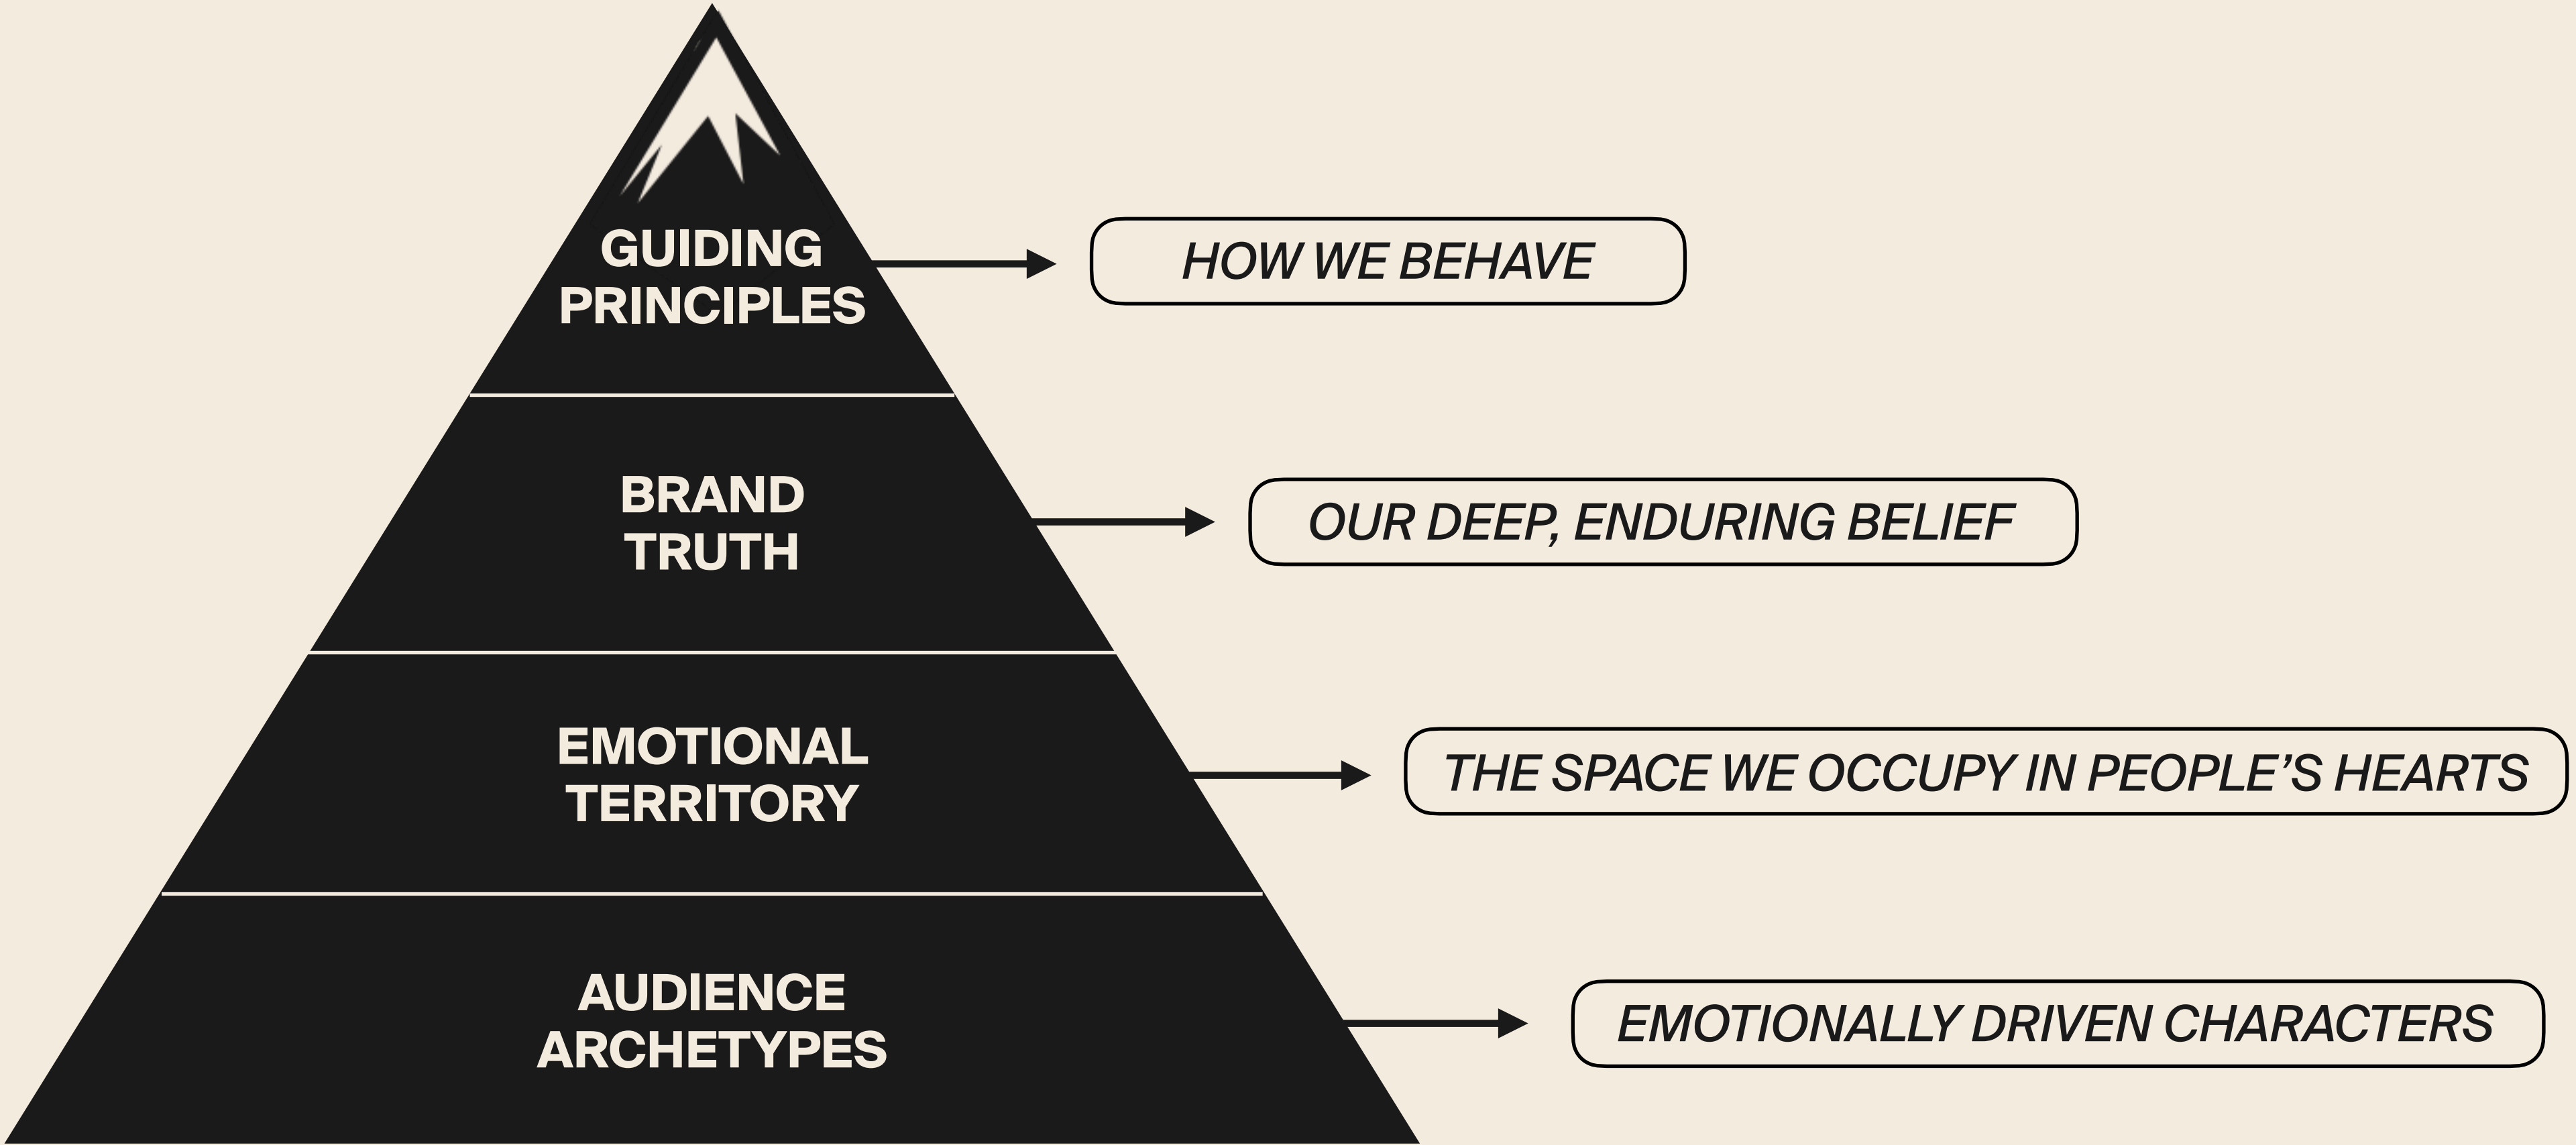 GUIDING
PRINCIPLES
HOW WE BEHAVE
BRAND
TRUTH
OUR DEEP, ENDURING BELIEF
EMOTIONAL
TERRITORY
THE SPACE WE OCCUPY IN PEOPLE’S HEARTS
AUDIENCE
ARCHETYPES
EMOTIONALLY DRIVEN CHARACTERS